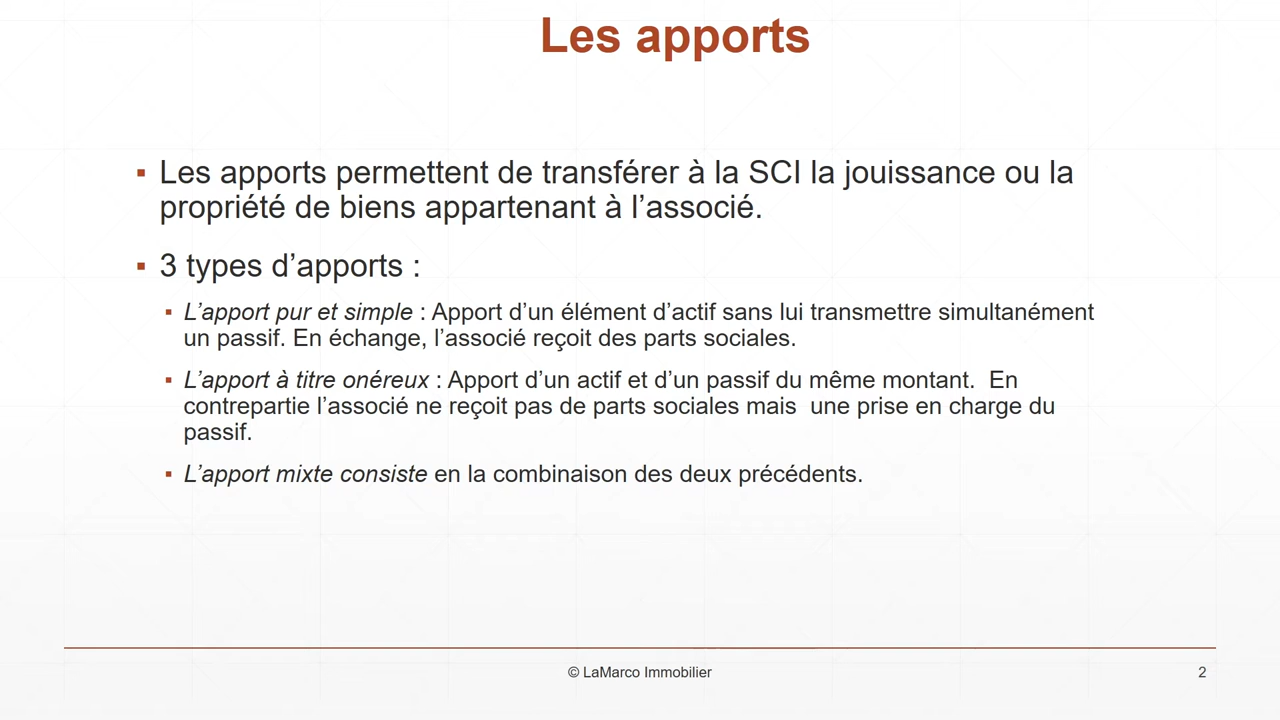 Les apports
▪ Les apports permettent de transférer à la SCI la jouissance ou la
propriété de biens appartenant à l’associé.
▪ 3 types d’apports :
▪ L’apport pur et simple : Apport d’un élément d’actif sans lui transmettre simultanément
un passif. En échange, l’associé reçoit des parts sociales.
▪ L’apport à titre onéreux : Apport d’un actif et d’un passif du même montant.  En
contrepartie l’associé ne reçoit pas de parts sociales mais  une prise en charge du
passif.
▪ L’apport mixte consiste en la combinaison des deux précédents.
© LaMarco Immobilier
2